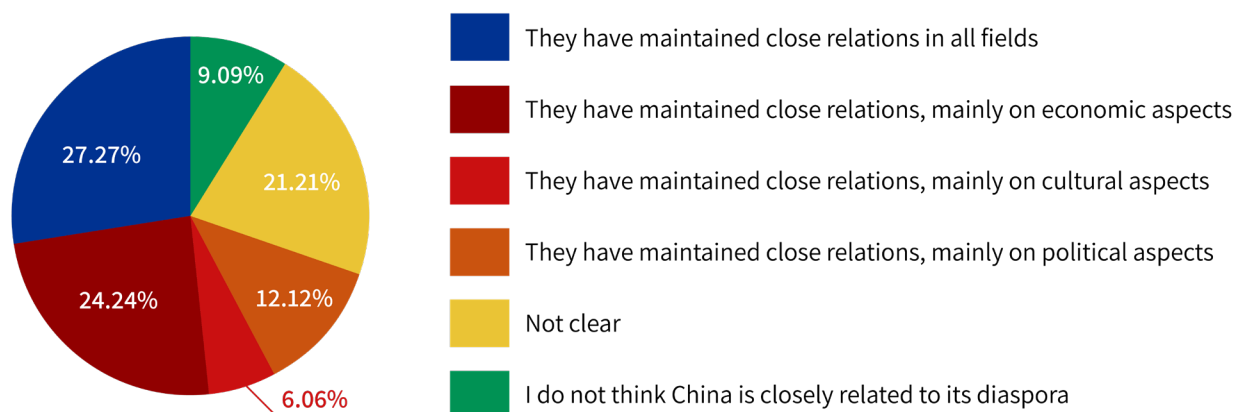 They have maintained close relations in all fields
9.09%
They have maintained close relations, mainly on economic aspects
27.27%
21.21%
They have maintained close relations, mainly on cultural aspects
They have maintained close relations, mainly on political aspects
24.24%
12.12%
Not clear
6.06%
I do not think China is closely related to its diaspora